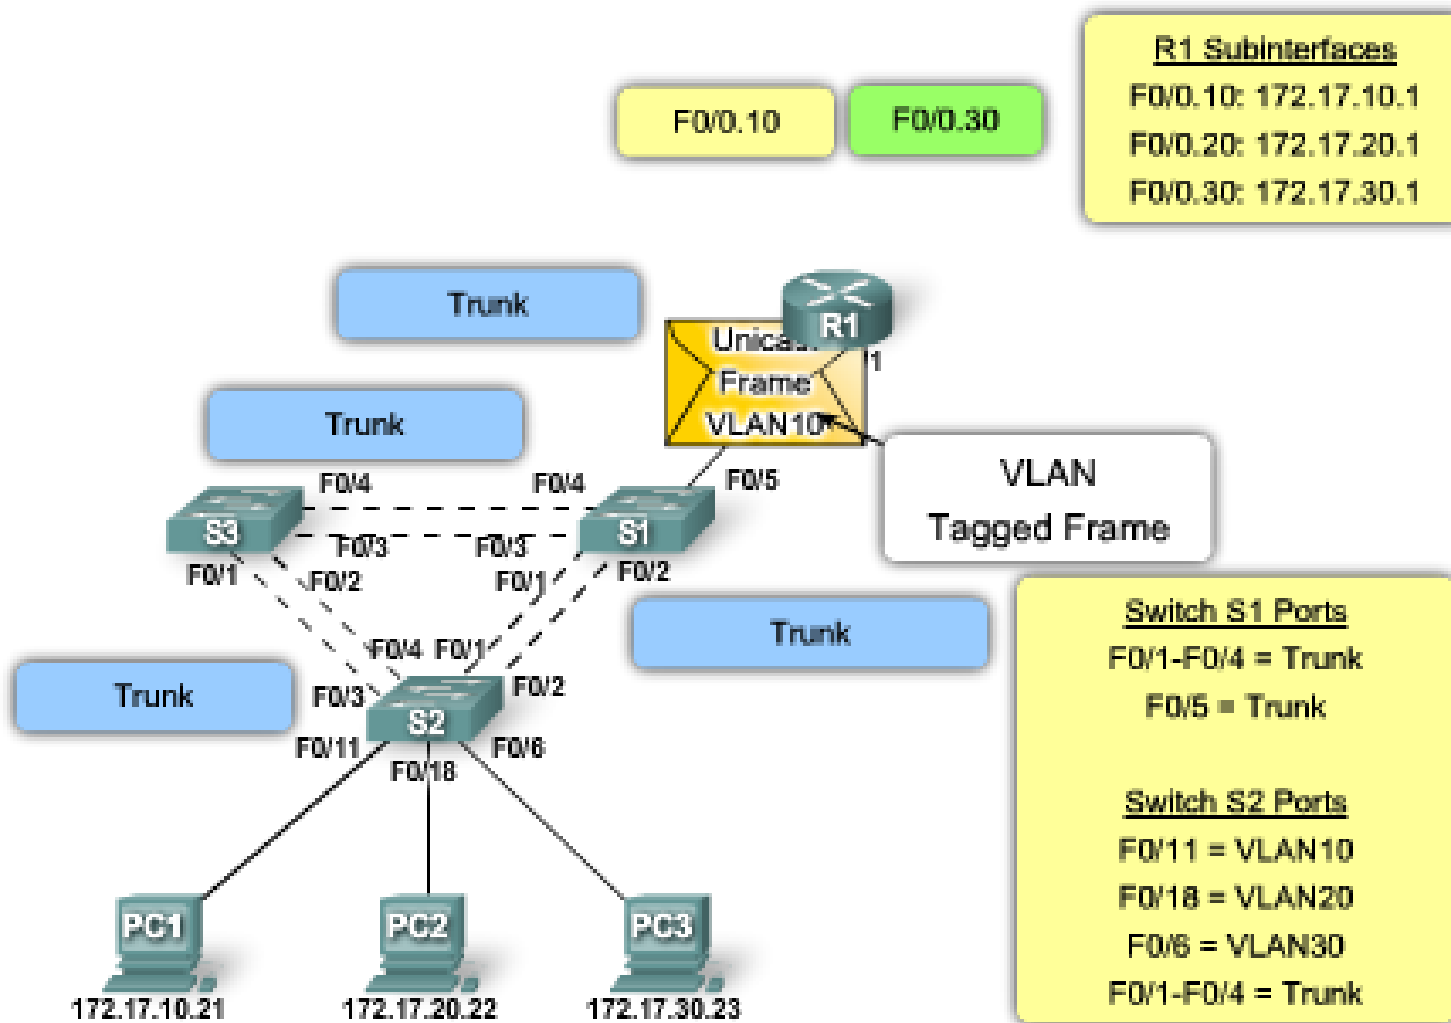 R1 Subinterfaces
F0/0.10: 172.17.10.1
F0/0.20: 172.17.20.1
F0/0.30: 172.17.30.1
F0/0.10
F0/0.30
Trunk
R1
Unicas
Frame
VLAN10
/1
Trunk
VLAN
Tagged Frame
F0/4
F0/4
F0/5
S3
S1
F0/3
F0/3
F0/1
F0/2
F0/1
F0/2
Trunk
F0/4
F0/1
F0/3
F0/2
Trunk
S2
F0/11
F0/18
F0/6
PC1
PC2
PC3
172.17.10.21
172.17.20.22
172.17.30.23
Switch S1 Ports
F0/1-F0/4 = Trunk
F0/5 = Trunk
Switch S2 Ports
F0/11 = VLAN10
F0/18 = VLAN20
F0/6 = VLAN30
F0/1-F0/4 = Trunk